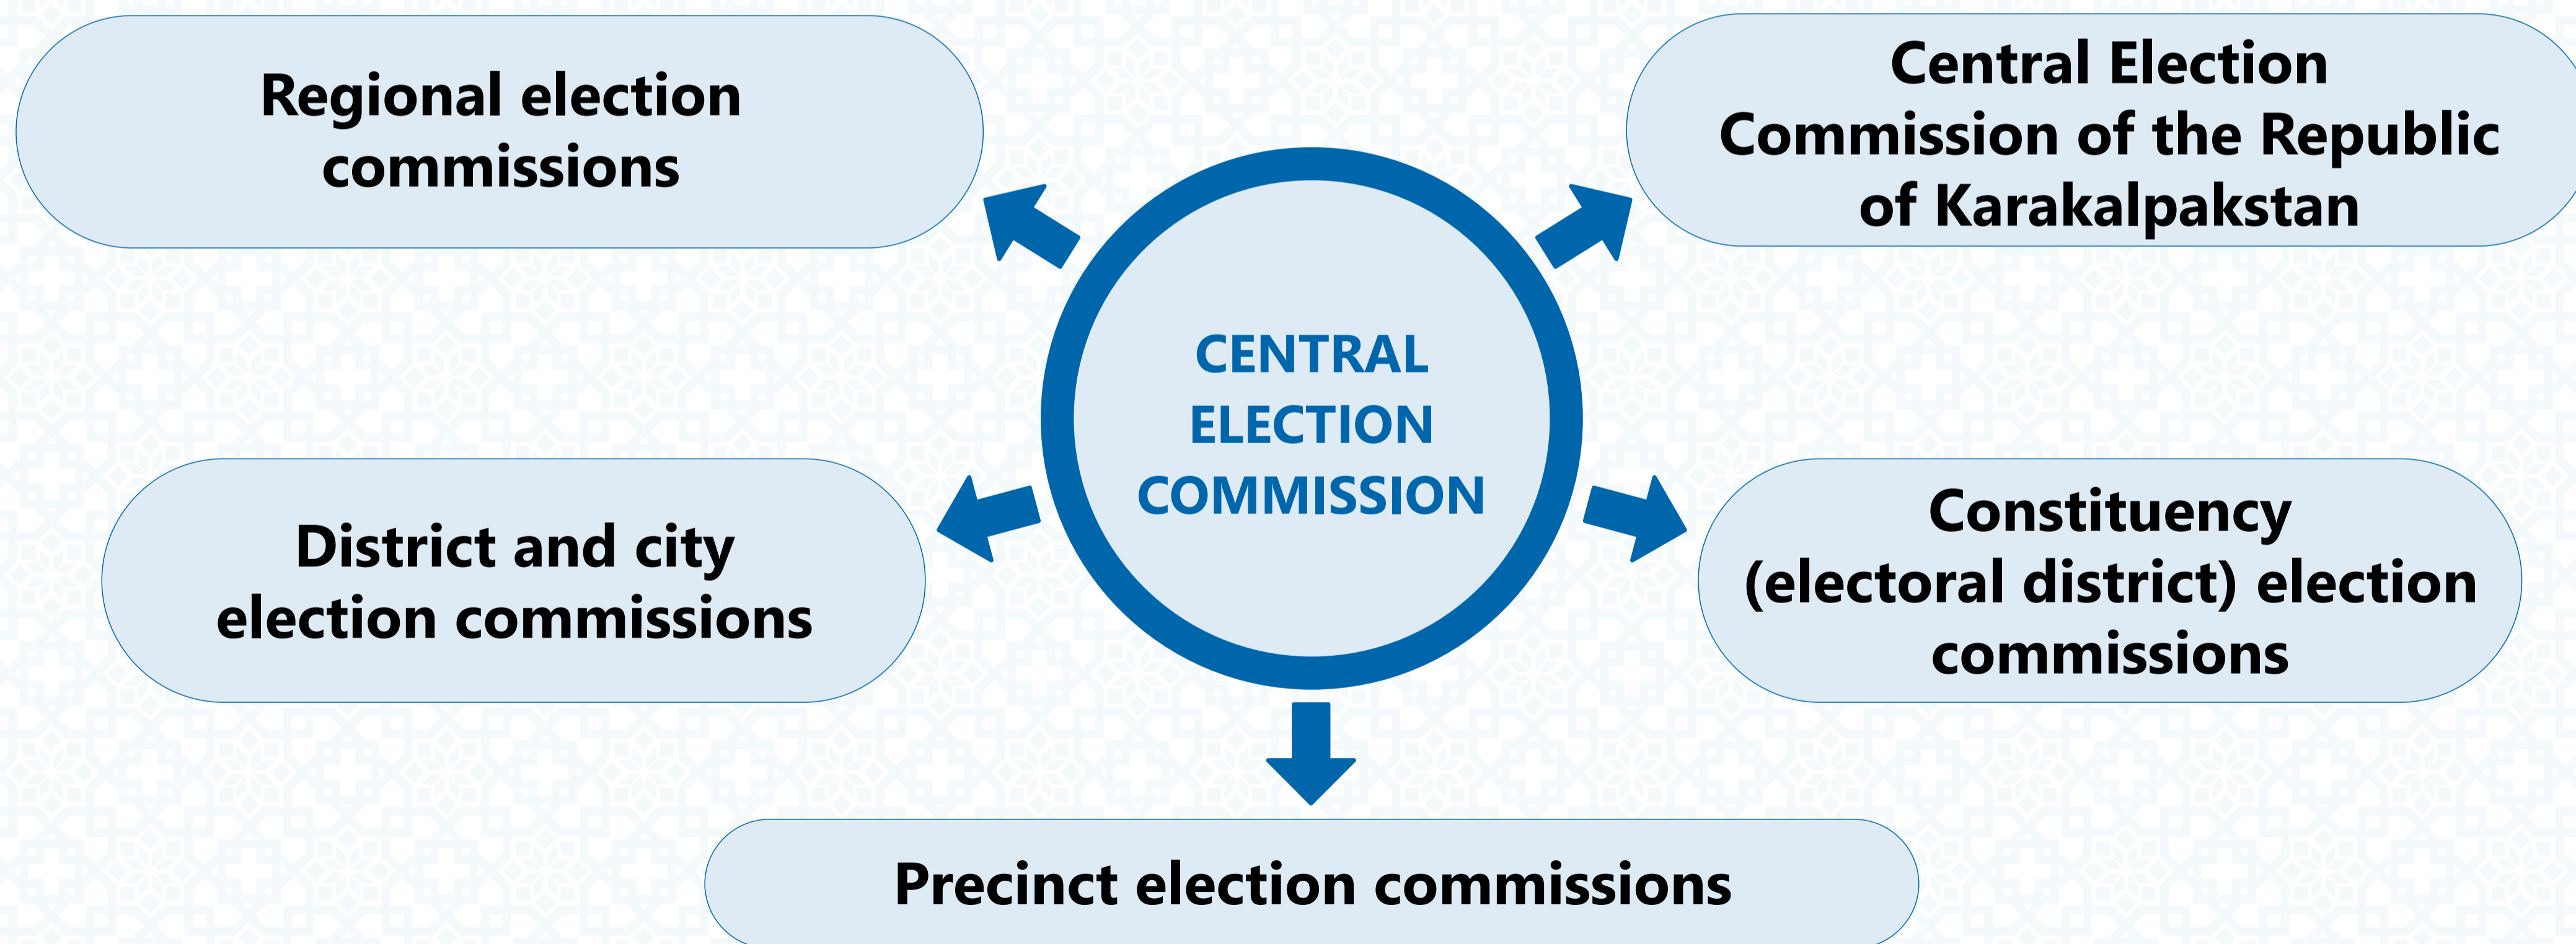 Regional election
commissions
Central Election
Commission of the Republic
of Karakalpakstan
CENTRAL
ELECTION
COMMISSION
District and city
election commissions
Constituency
(electoral district) election
commissions
Precinct election commissions